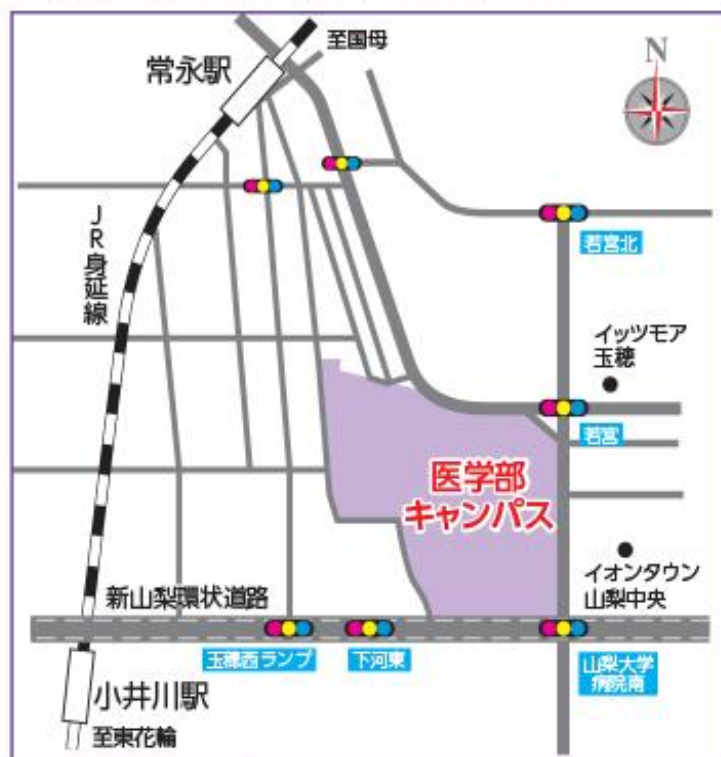 至国母
N
常永駅
JR身延線
若宮北
イッツモア
玉穂
若宮
医学部
キャンパス
イオンタウン
山梨中央
新山梨環状道路
玉穂西ランプ
下河東
山梨大学
病院南
小井川駅
至東花輪